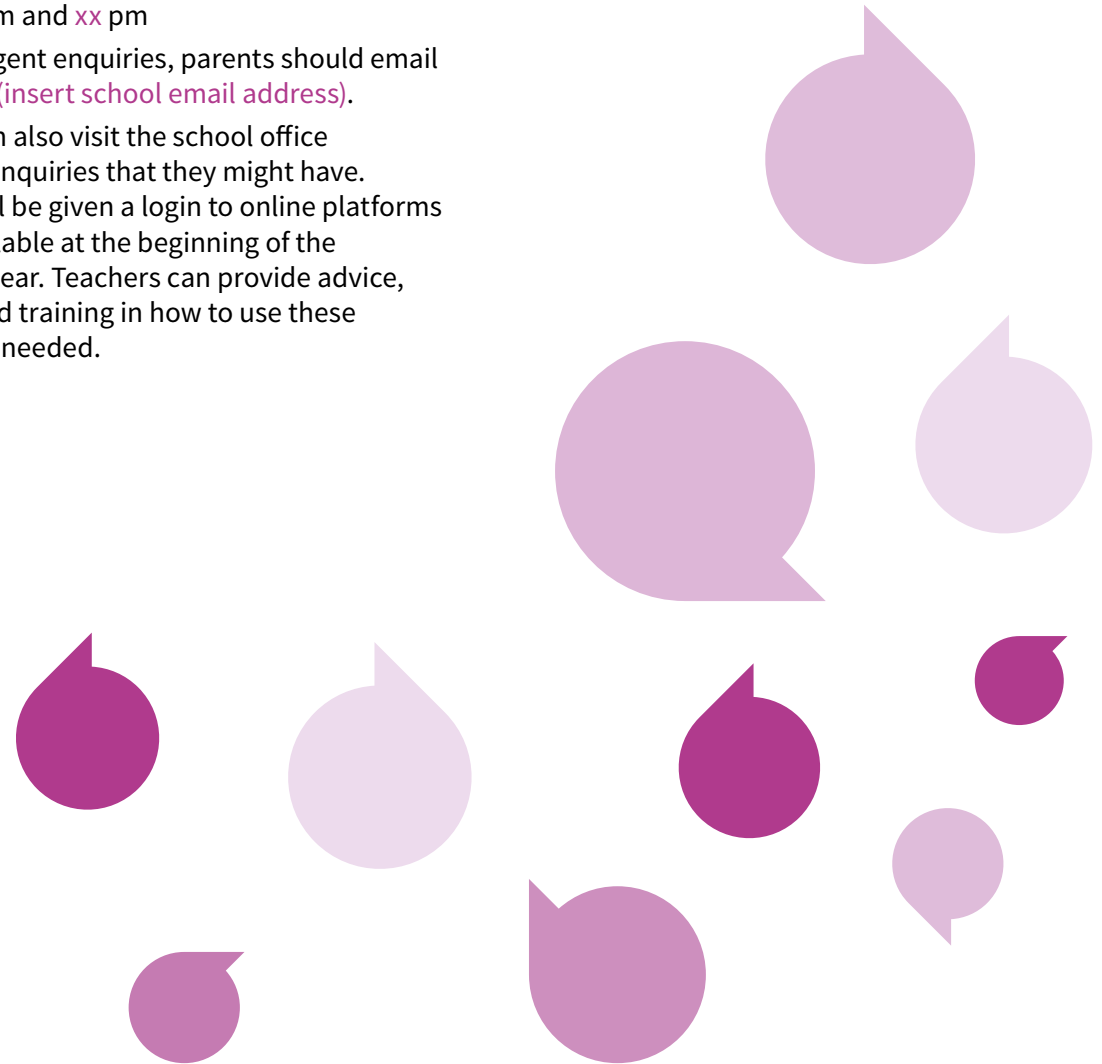 m and xx pm
gent enquiries, parents should email
(insert school email address).
n also visit the school office
nquiries that they might have.
l be given a login to online platforms
lable at the beginning of the
ear. Teachers can provide advice,
d training in how to use these
needed.